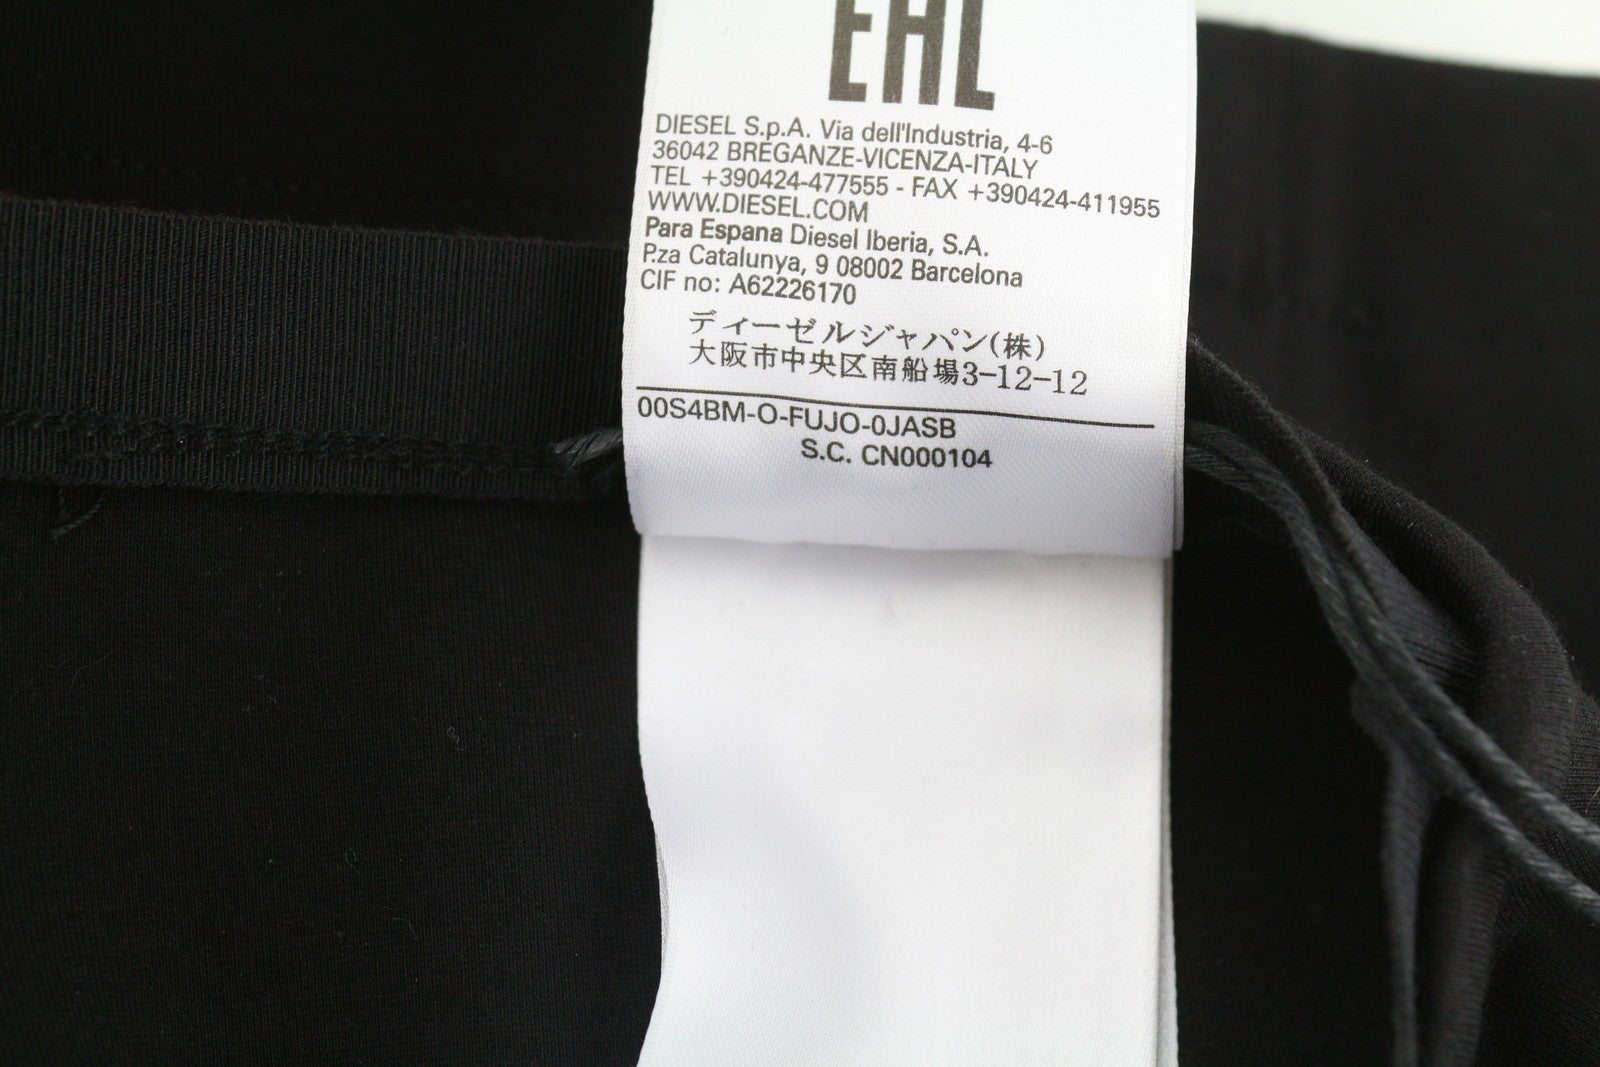 EAC
DIESEL S.p.A. Via dell'Industria, 4-6
36042 BREGANZE-VICENZA-ITALY
TEL +390424-477555 - FAX +390424-411955
WWW.DIESEL.COM
Para Espana Diesel Iberia, S.A.
P.za Catalunya, 9 08002 Barcelona
CIF no: A62226170
ディーゼルジャパン(株)
大阪市中央区南船場3-12-12
00S4BM-O-FUJO-0JASB
S.C. CN000104